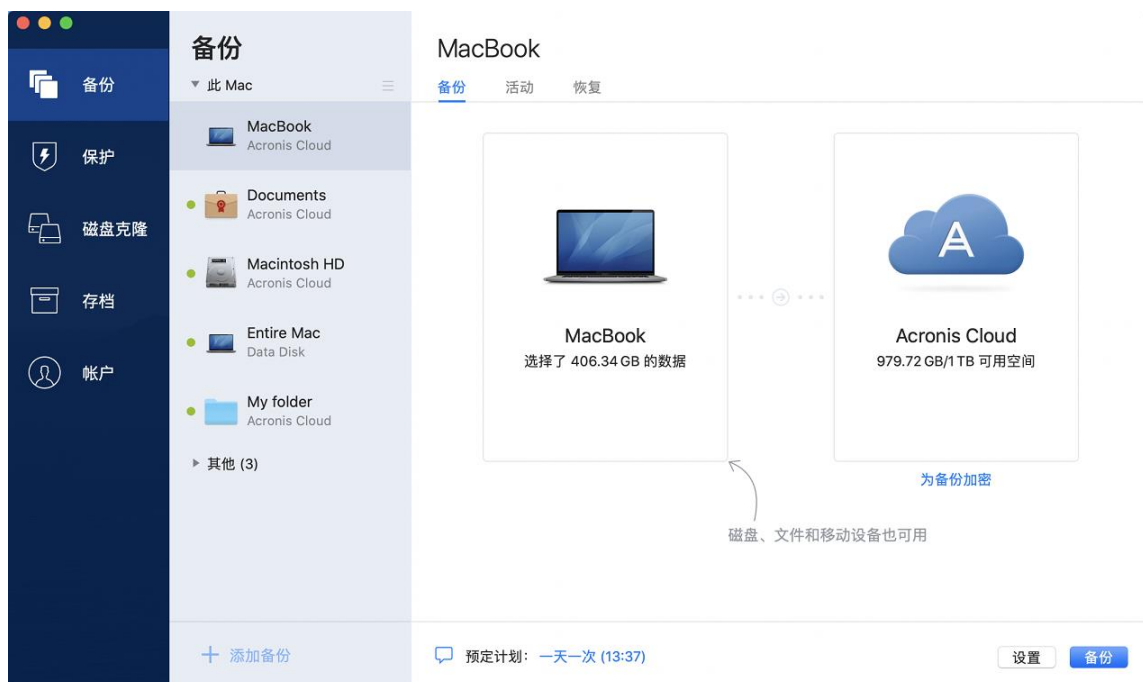 备份
保护
磁盘克隆
存档
帐户
备份
此 Mac
MacBook
Acronis Cloud
Documents
Acronis Cloud
Macintosh HD
Acronis Cloud
Entire Mac
Data Disk
My folder
Acronis Cloud
其他 (3)
添加备份
MacBook
备份 活动 恢复
MacBook
选择了 406.34 GB 的数据
A
Acronis Cloud
979.72 GB/1 TB 可用空间
为备份加密
磁盘、文件和移动设备也可用
预定计划： 一天一次 (13:37)
设置
备份